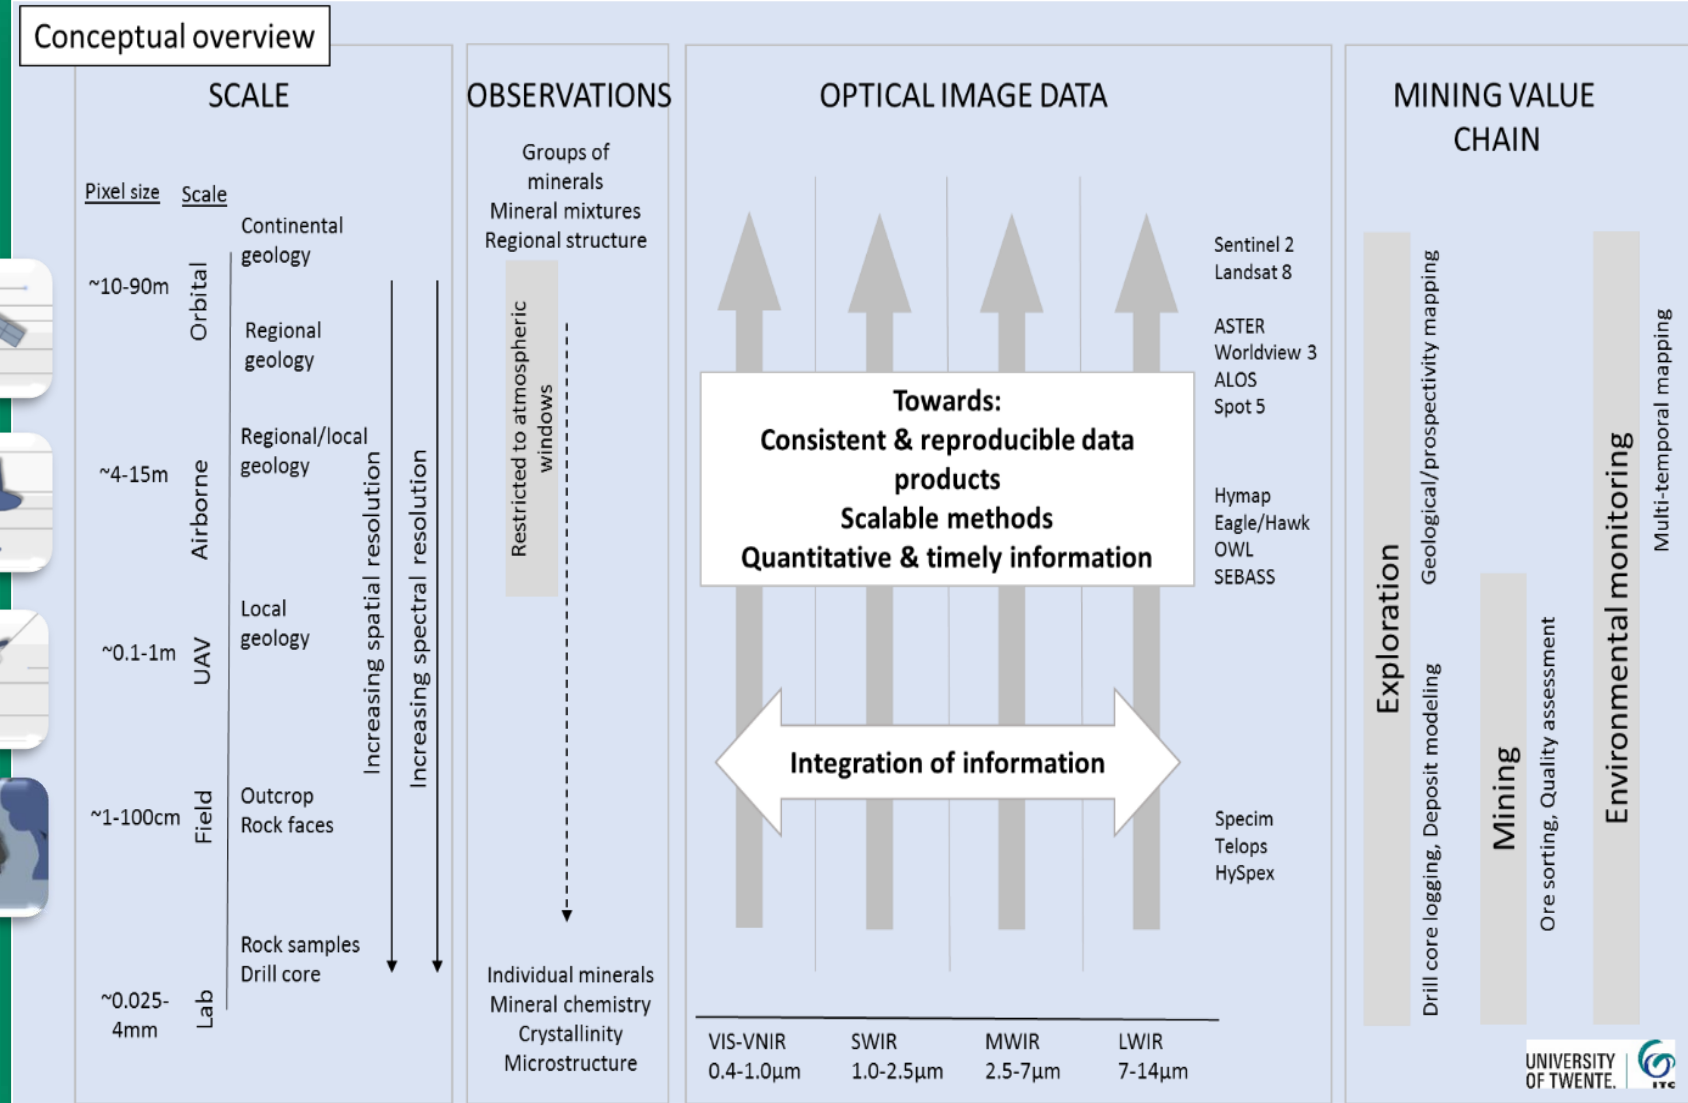 Conceptual overview
SCALE
Pixel size
Scale
~10-90m
Orbital
Continental
geology
Regional
geology
~4-15m
Airborne
Regional/local
geology
~0.1-1m
UAV
Local
geology
~1-100cm
Field
Outcrop
Rock faces
~0.025-
4mm
Lab
Rock samples
Drill core
Increasing spatial resolution
Increasing spectral resolution
OBSERVATIONS
Groups of
minerals
Mineral mixtures
Regional structure
Restricted to atmospheric
windows
Individual minerals
Mineral chemistry
Crystallinity
Microstructure
OPTICAL IMAGE DATA
Towards:
Consistent & reproducible data
products
Scalable methods
Quantitative & timely information
Integration of information
Sentinel 2
Landsat 8
ASTER
Worldview 3
ALOS
Spot 5
Hymap
Eagle/Hawk
OWL
SEBASS
Specim
Telops
HySpex
VIS-VNIR
0.4-1.0µm
SWIR
1.0-2.5µm
MWIR
2.5-7µm
LWIR
7-14µm
MINING VALUE
CHAIN
Exploration
Geological/prospectivity mapping
Drill core logging, Deposit modeling
Mining
Ore sorting, Quality assessment
Environmental monitoring
Multi-temporal mapping
UNIVERSITY
OF TWENTE.
ITC